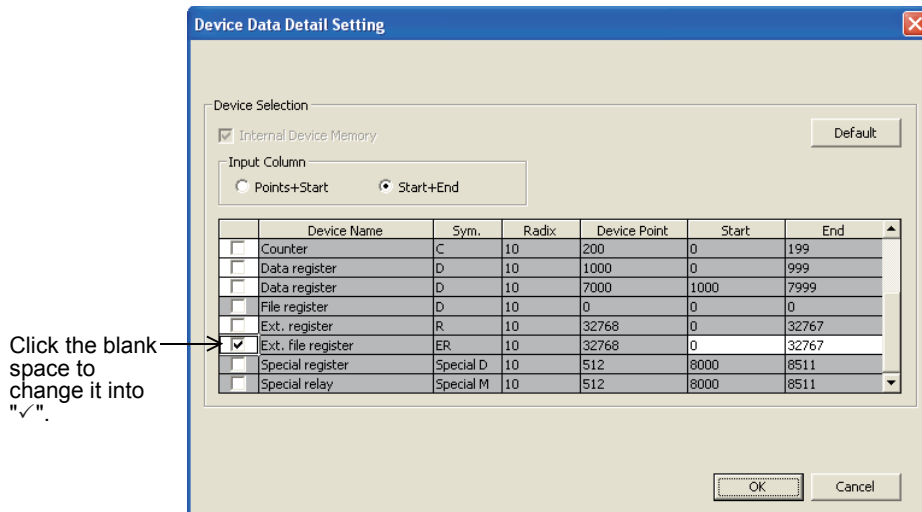 Device Data Detail Setting
Device Selection
Internal Device Memory
Default
Input Column
Points+Start
Start+End
Device Name Sym. Radix Device Point Start End
Counter C 10 200 0 199
Data register D 10 1000 0 999
Data register D 10 7000 1000 7999
File register D 10 0 0 0
Ext. register R 10 32768 0 32767
Ext. file register ER 10 32768 0 32767
Special register Special D 10 512 8000 8511
Special relay Special M 10 512 8000 8511
Click the blank
space to
change it into
"✓".
OK
Cancel